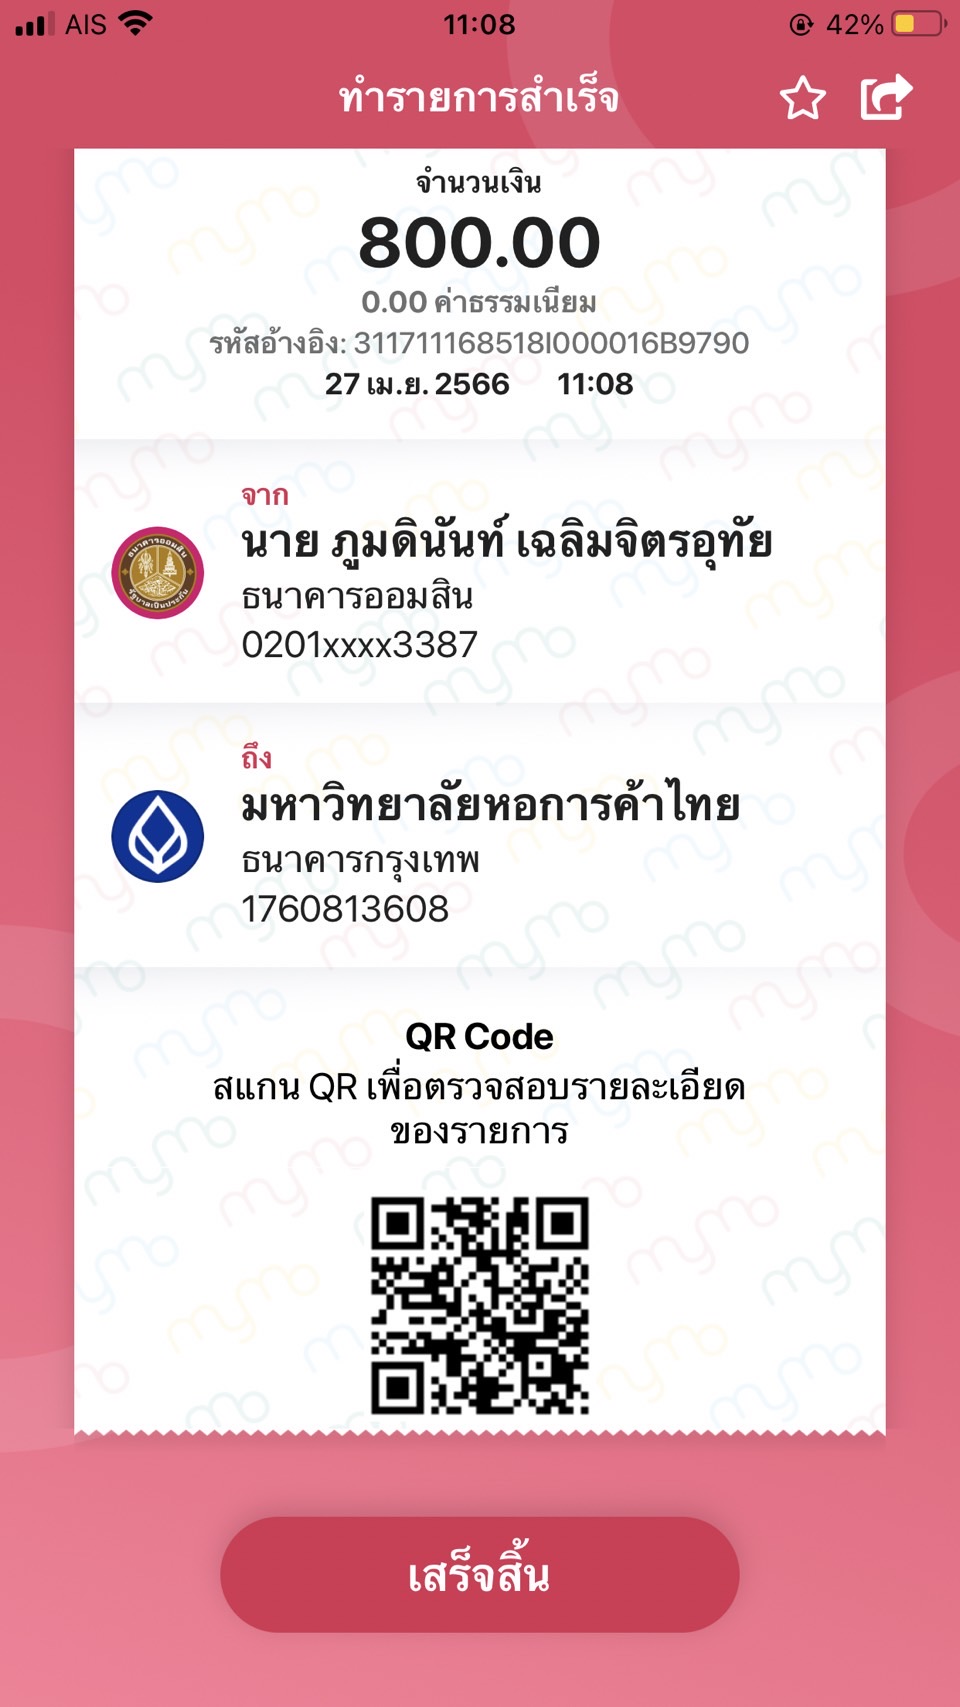 AIS 11:08 42%
ทำรายการสำเร็จ
จำนวนเงิน
800.00
0.00 ค่าธรรมเนียม
รหัสอ้างอิง: 311711168518I000016B9790
27 เม.ย. 2566 11:08
จาก
นาย ภูมดินันท์ เฉลิมจิตรอุทัย
ธนาคารออมสิน
0201xxxx3387
ถึง
มหาวิทยาลัยหอการค้าไทย
ธนาคารกรุงเทพ
1760813608
QR Code
สแกน QR เพื่อตรวจสอบรายละเอียด
ของรายการ
เสร็จสิ้น